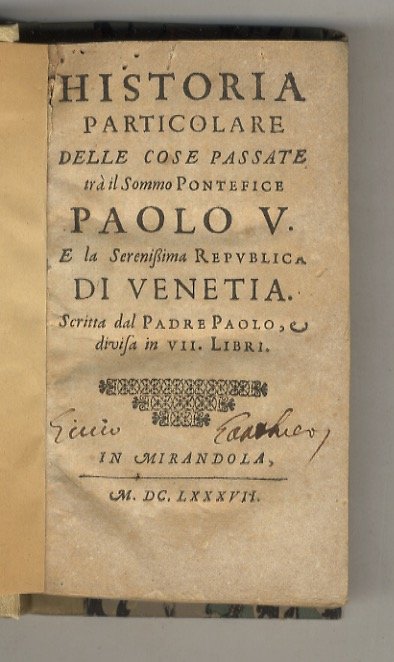 HISTORIA
PARTICOLARE
DELLE COSE PASSATE
trà il Sommo PONTEFICE
PAOLO V.
E la Sereniſſima REPVBLICA
DI VENETIA.
Scritta dal PADRE PAOLO, e
diviſa in VII. LIBRI.
IN MIRANDOLA,
M. DC. LXXXVII.